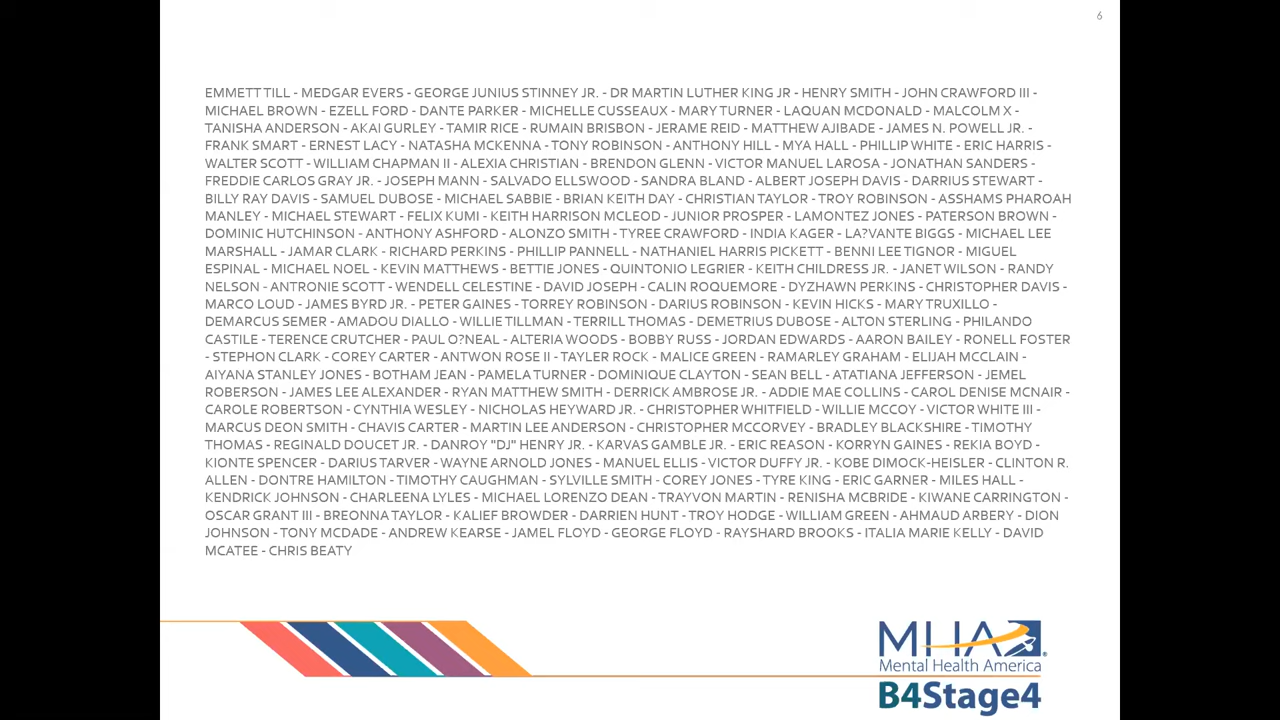 6
EMMETT TILL - MEDGAR EVERS - GEORGE JUNIUS STINNEY JR. - DR MARTIN LUTHER KING JR - HENRY SMITH - JOHN CRAWFORD III -
MICHAEL BROWN - EZELL FORD - DANTE PARKER - MICHELLE CUSSEAUX - MARY TURNER - LAQUAN MCDONALD - MALCOLM X -
TANISHA ANDERSON - AKAI GURLEY - TAMIR RICE - RUMAIN BRISBON - JERAME REID - MATTHEW AJIBADE - JAMES N. POWELL JR. -
FRANK SMART - ERNEST LACY - NATASHA MCKENNA - TONY ROBINSON - ANTHONY HILL - MYA HALL - PHILLIP WHITE - ERIC HARRIS -
WALTER SCOTT - WILLIAM CHAPMAN II - ALEXIA CHRISTIAN - BRENDON GLENN - VICTOR MANUEL LAROSA - JONATHAN SANDERS -
FREDDIE CARLOS GRAY JR. - JOSEPH MANN - SALVADO ELLSWOOD - SANDRA BLAND - ALBERT JOSEPH DAVIS - DARRIUS STEWART -
BILLY RAY DAVIS - SAMUEL DUBOSE - MICHAEL SABBIE - BRIAN KEITH DAY - CHRISTIAN TAYLOR - TROY ROBINSON - ASSHAMS PHAROAH
MANLEY - MICHAEL STEWART - FELIX KUMI - KEITH HARRISON MCLEOD - JUNIOR PROSPER - LAMONTEZ JONES - PATERSON BROWN -
DOMINIC HUTCHINSON - ANTHONY ASHFORD - ALONZO SMITH - TYREE CRAWFORD - INDIA KAGER - LA?VANTE BIGGS - MICHAEL LEE
MARSHALL - JAMAR CLARK - RICHARD PERKINS - PHILLIP PANNELL - NATHANIEL HARRIS PICKETT - BENNI LEE TIGNOR - MIGUEL
ESPINAL - MICHAEL NOEL - KEVIN MATTHEWS - BETTIE JONES - QUINTONIO LEGRIER - KEITH CHILDRESS JR. - JANET WILSON - RANDY
NELSON - ANTRONIE SCOTT - WENDELL CELESTINE - DAVID JOSEPH - CALIN ROQUEMORE - DYZHAWN PERKINS - CHRISTOPHER DAVIS -
MARCO LOUD - JAMES BYRD JR. - PETER GAINES - TORREY ROBINSON - DARIUS ROBINSON - KEVIN HICKS - MARY TRUXILLO -
DEMARCUS SEMER - AMADOU DIALLO - WILLIE TILLMAN - TERRILL THOMAS - DEMETRIUS DUBOSE - ALTON STERLING - PHILANDO
CASTILE - TERENCE CRUTCHER - PAUL O?NEAL - ALTERIA WOODS - BOBBY RUSS - JORDAN EDWARDS - AARON BAILEY - RONELL FOSTER
- STEPHON CLARK - COREY CARTER - ANTWON ROSE II - TAYLER ROCK - MALICE GREEN - RAMARLEY GRAHAM - ELIJAH MCCLAIN -
AIYANA STANLEY JONES - BOTHAM JEAN - PAMELA TURNER - DOMINIQUE CLAYTON - SEAN BELL - ATATIANA JEFFERSON - JEMEL
ROBERSON - JAMES LEE ALEXANDER - RYAN MATTHEW SMITH - DERRICK AMBROSE JR. - ADDIE MAE COLLINS - CAROL DENISE MCNAIR -
CAROLE ROBERTSON - CYNTHIA WESLEY - NICHOLAS HEYWARD JR. - CHRISTOPHER WHITFIELD - WILLIE MCCOY - VICTOR WHITE III -
MARCUS DEON SMITH - CHAVIS CARTER - MARTIN LEE ANDERSON - CHRISTOPHER MCCORVEY - BRADLEY BLACKSHIRE - TIMOTHY
THOMAS - REGINALD DOUCET JR. - DANROY "DJ" HENRY JR. - KARVAS GAMBLE JR. - ERIC REASON - KORRYN GAINES - REKIA BOYD -
KIONTE SPENCER - DARIUS TARVER - WAYNE ARNOLD JONES - MANUEL ELLIS - VICTOR DUFFY JR. - KOBE DIMOCK-HEISLER - CLINTON R.
ALLEN - DONTRE HAMILTON - TIMOTHY CAUGHMAN - SYLVILLE SMITH - COREY JONES - TYRE KING - ERIC GARNER - MILES HALL -
KENDRICK JOHNSON - CHARLEENA LYLES - MICHAEL LORENZO DEAN - TRAYVON MARTIN - RENISHA MCBRIDE - KIWANE CARRINGTON -
OSCAR GRANT III - BREONNA TAYLOR - KALIEF BROWDER - DARRIEN HUNT - TROY HODGE - WILLIAM GREEN - AHMAUD ARBERY - DION
JOHNSON - TONY MCDADE - ANDREW KEARSE - JAMEL FLOYD - GEORGE FLOYD - RAYSHARD BROOKS - ITALIA MARIE KELLY - DAVID
MCATEE - CHRIS BEATY
MHA®
Mental Health America
B4Stage4